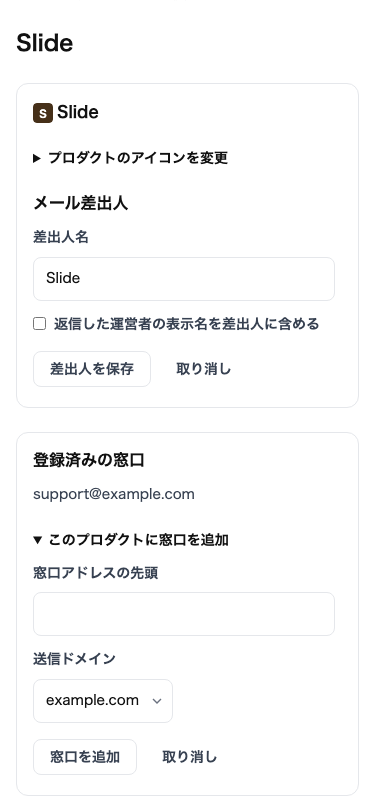 Slide
S Slide
プロダクトのアイコンを変更
メール差出人
差出人名
Slide
返信した運営者の表示名を差出人に含める
差出人を保存 取り消し
登録済みの窓口
support@example.com
このプロダクトに窓口を追加
窓口アドレスの先頭
送信ドメイン
example.com
窓口を追加 取り消し